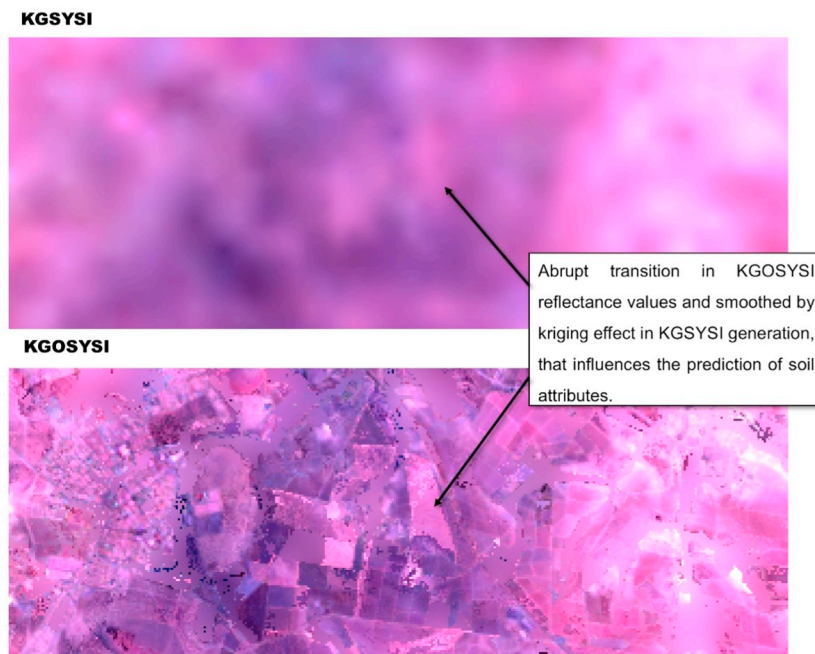 KGSYSI
Abrupt transition in KGOSYSI
reflectance values and smoothed by
kriging effect in KGSYSI generation,
that influences the prediction of soil
attributes.
KGOSYSI